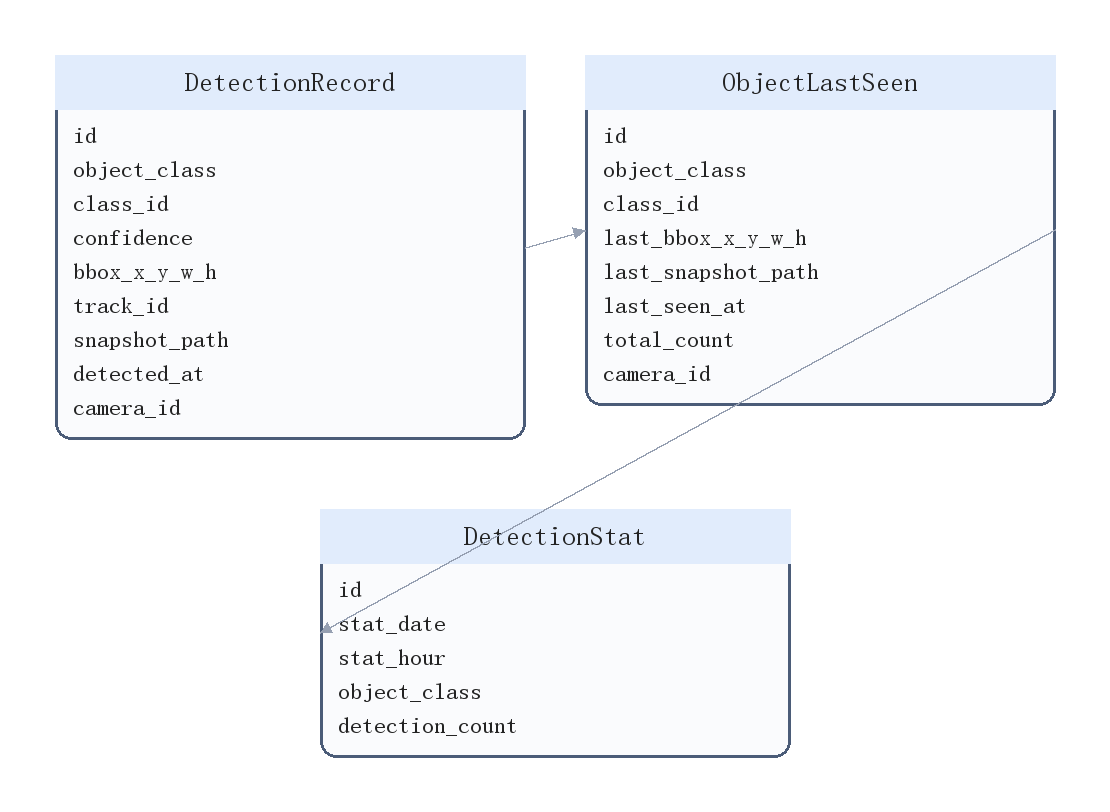 DetectionRecord
id
object_class
class_id
confidence
bbox_x_y_w_h
track_id
snapshot_path
detected_at
camera_id
ObjectLastSeen
id
object_class
class_id
last_bbox_x_y_w_h
last_snapshot_path
last_seen_at
total_count
camera_id
DetectionStat
id
stat_date
stat_hour
object_class
detection_count